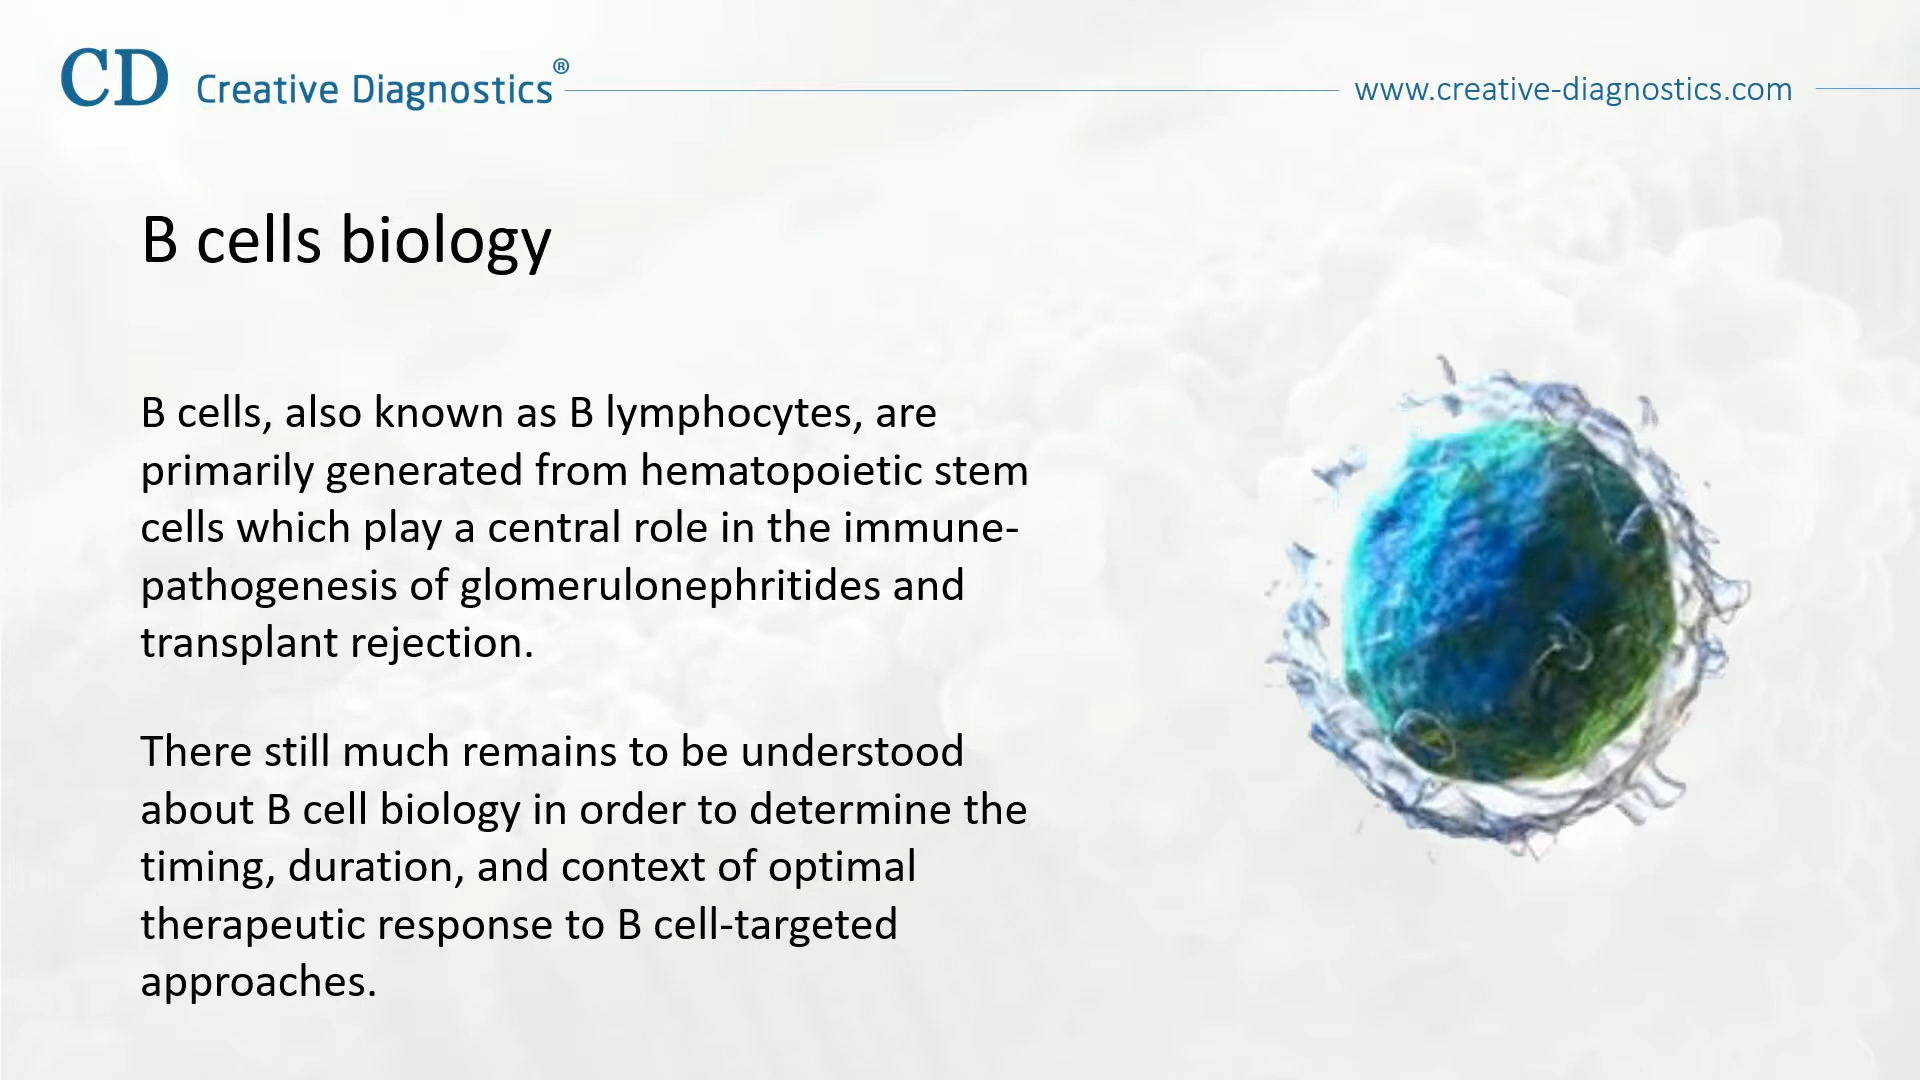 CD Creative Diagnostics®
www.creative-diagnostics.com
B cells biology
B cells, also known as B lymphocytes, are
primarily generated from hematopoietic stem
cells which play a central role in the immune-
pathogenesis of glomerulonephritides and
transplant rejection.
There still much remains to be understood
about B cell biology in order to determine the
timing, duration, and context of optimal
therapeutic response to B cell-targeted
approaches.